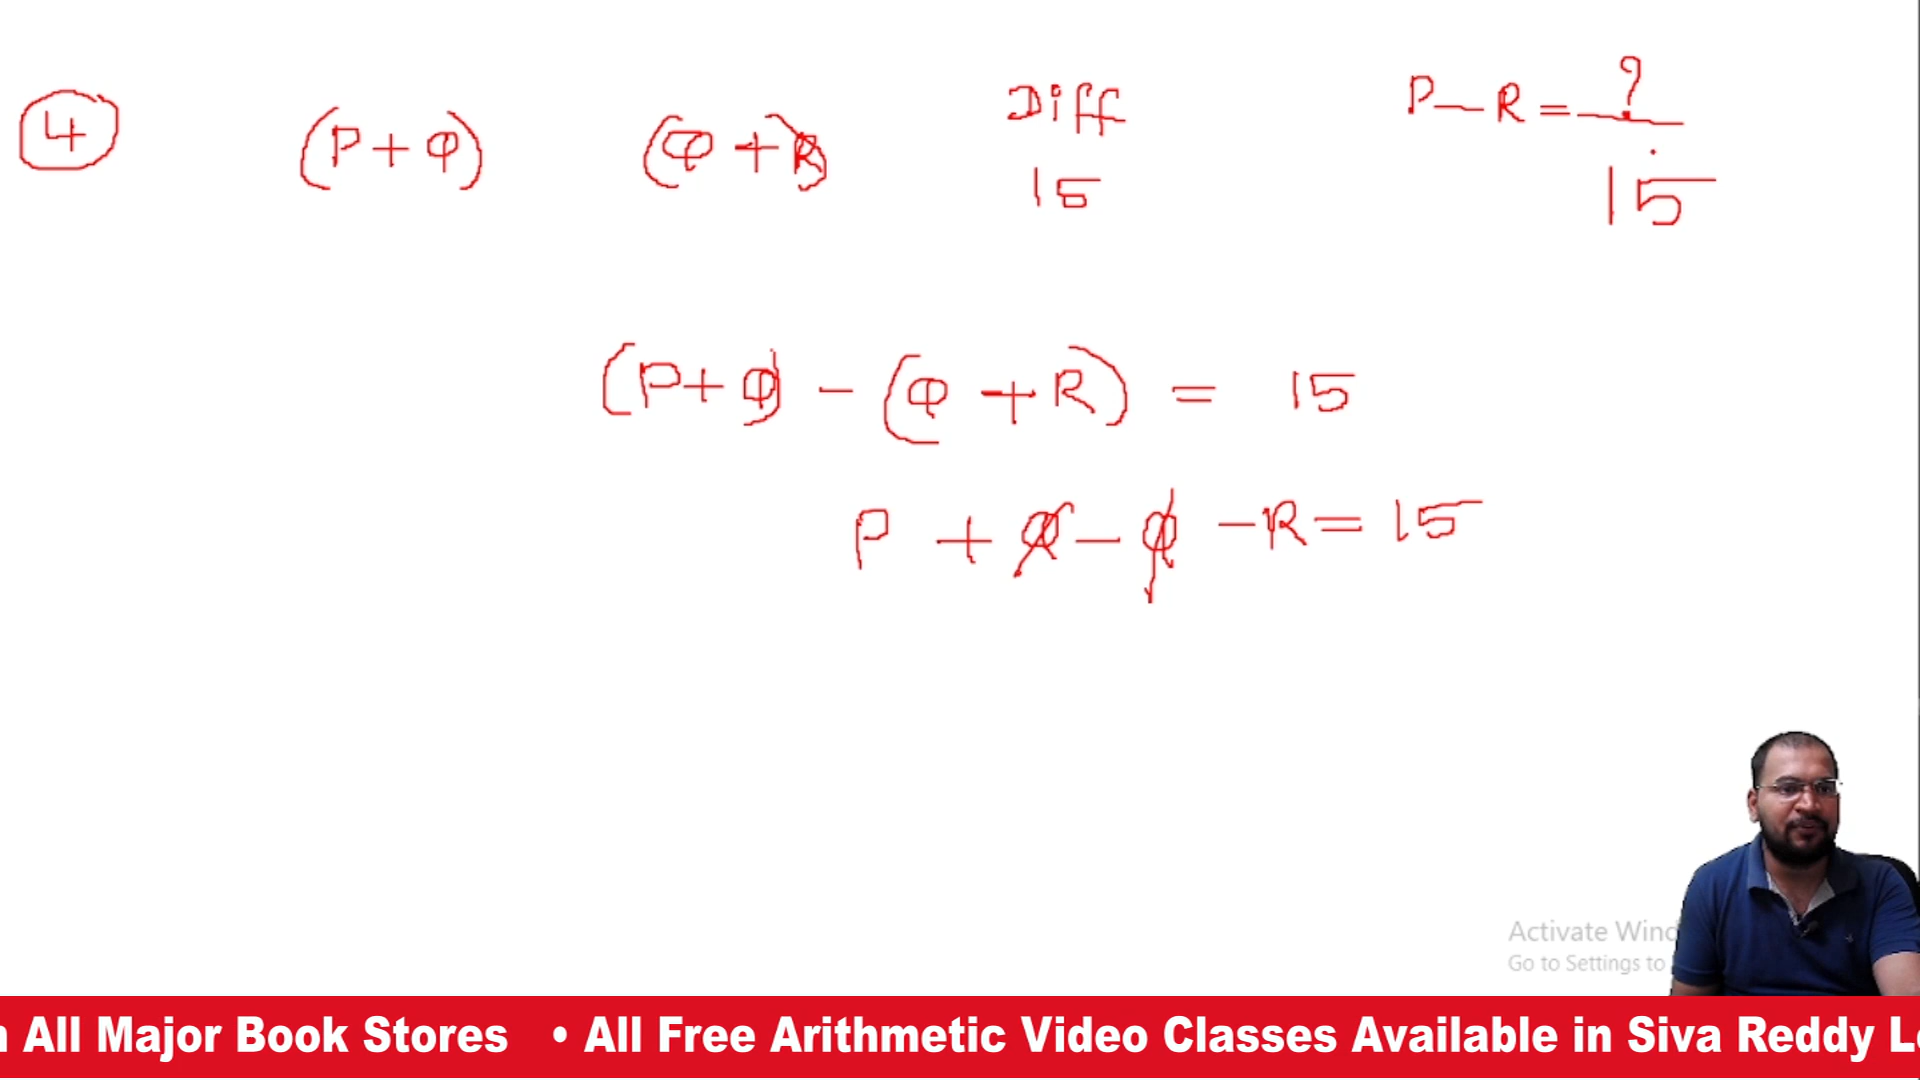 4 (P + Q) (Q + R) Diff 15 P - R = ? 15
(P + Q) - (Q + R) = 15
P + Q - Q - R = 15
Activate Wind
Go to Settings to
All Major Book Stores • All Free Arithmetic Video Classes Available in Siva Reddy